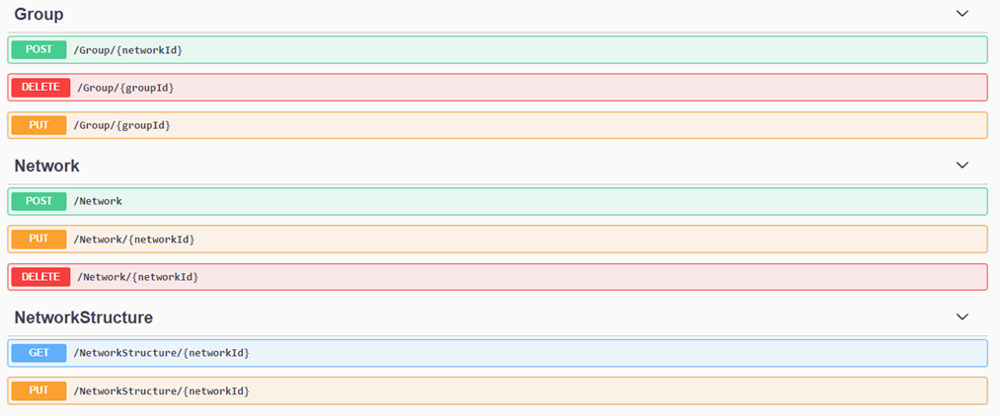 Group
POST /Group/{networkId}
DELETE /Group/{groupId}
PUT /Group/{groupId}
Network
POST /Network
PUT /Network/{networkId}
DELETE /Network/{networkId}
NetworkStructure
GET /NetworkStructure/{networkId}
PUT /NetworkStructure/{networkId}